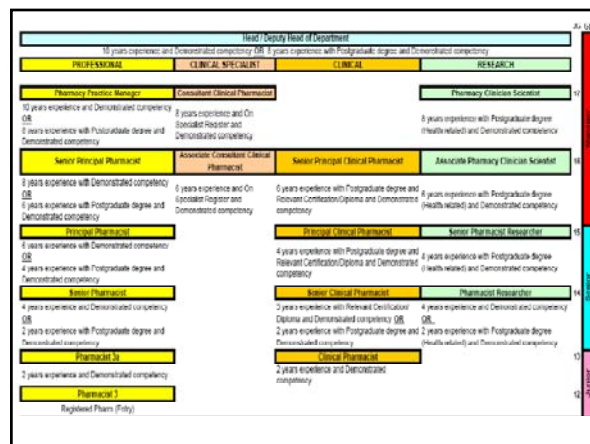 Head / Deputy Head of Department
10 years experience and Demonstrated competency OR 8 years with Postgraduate degree and Demonstrated competency
PROFESSIONAL
CLINICAL SPECIALIST
CLINICAL
RESEARCH
Pharmacy Practice Manager
10 years experience and Demonstrated competency
OR
8 years experience with Postgraduate degree and
Demonstrated competency
Consultant Clinical Pharmacist
8 years experience and On
Specialist Register and
Demonstrated competency
Pharmacy Clinician Scientist
8 years experience with Postgraduate degree
(Health related) and Demonstrated competency
17
Senior Principal Pharmacist
8 years experience with Demonstrated competency
OR
6 years experience with Postgraduate degree and
Demonstrated competency
Associate Consultant Clinical
Pharmacist
6 years experience and On
Specialist Register and
Demonstrated competency
Senior Principal Clinical Pharmacist
6 years experience with Postgraduate degree and
Relevant Certification/Diploma and Demonstrated
competency
Associate Pharmacy Clinician Scientist
6 years experience with Postgraduate degree
(Health related) and Demonstrated competency
16
Principal Pharmacist
6 years experience with Demonstrated competency
OR
4 years experience with Postgraduate degree and
Demonstrated competency
Principal Clinical Pharmacist
4 years experience with Postgraduate degree and
Relevant Certification/Diploma and Demonstrated
competency
Senior Pharmacist Researcher
4 years experience with Postgraduate degree
(Health related) and Demonstrated competency
15
Senior Pharmacist
4 years experience and Demonstrated competency
OR
2 years experience with Postgraduate degree and
Demonstrated competency
Senior Clinical Pharmacist
3 years experience with Relevant Certification/
Diploma and Demonstrated competency OR
2 years experience with Postgraduate degree and
Demonstrated competency
Pharmacist Researcher
4 years experience and Demonstrated competency
OR
2 years experience with Postgraduate degree
(Health related) and Demonstrated competency
14
Pharmacist 3a
2 years experience and Demonstrated competency
Clinical Pharmacist
2 years experience and Demonstrated
competency
13
Pharmacist 3
Registered Pharm (Entry)
12
Junior